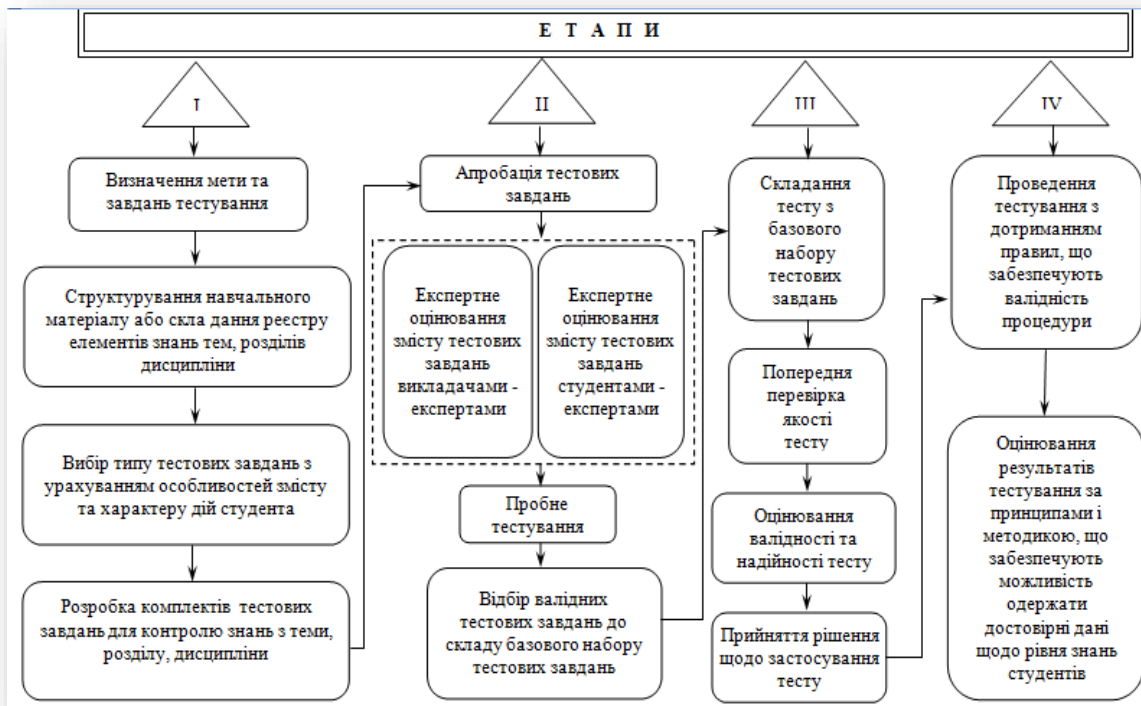 Е Т А П И
I
Визначення мети та
завдань тестування
Структурування навчального
матеріалу або скла дання реєстру
елементів знань тем, розділів
дисципліни
Вибір типу тестових завдань з
урахуванням особливостей змісту
та характеру дій студента
Розробка комплектів тестових
завдань для контролю знань з теми,
розділу, дисципліни
II
Апробація тестових
завдань
Експертне
оцінювання
змісту тестових
завдань
викладачами -
експертами
Експертне
оцінювання
змісту тестових
завдань
студентами -
експертами
Пробне
тестування
Відбір валідних
тестових завдань до
складу базового набору
тестових завдань
III
Складання
тесту з
базового
набору
тестових
завдань
Попередня
перевірка
якості
тесту
Оцінювання
валідності та
надійності тесту
Прийняття рішення
щодо застосування
тесту
IV
Проведення
тестування з
дотриманням
правил, що
забезпечують
валідність
процедури
Оцінювання
результатів
тестування за
принципами і
методикою, що
забезпечують
можливість
одержати
достовірні дані
щодо рівня знань
студентів